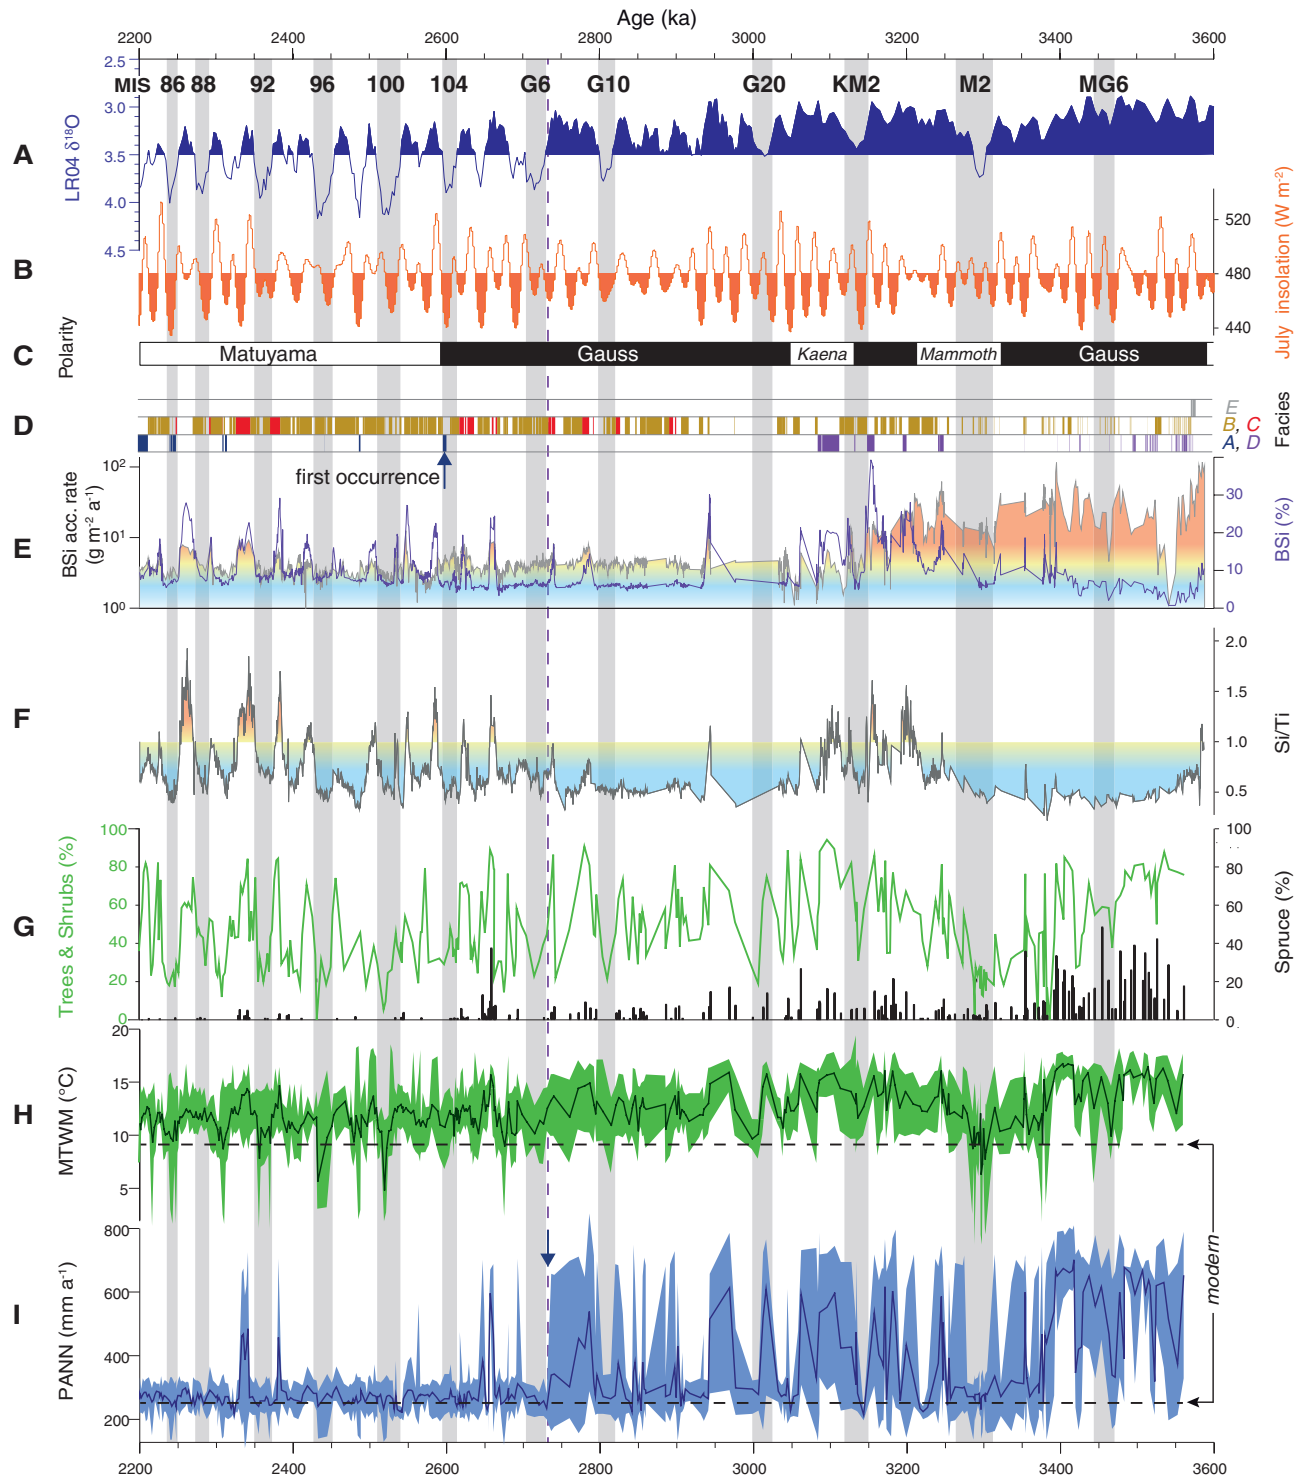 Age (ka)
2200 2400 2600 2800 3000 3200 3400 3600
MIS 86 88 92 96 100 104 G6 G10 G20 KM2 M2 MG6
A
LR04 δ18O
2.5
3.0
3.5
4.0
4.5
B
July insolation (W m-2)
520
480
440
C
Polarity
Matuyama Gauss Kaena Mammoth Gauss
D
E
B, C
A, D
Facies
first occurrence
E
BSi acc. rate
(g m-2 a-1)
10²
10¹
10⁰
BSi (%)
30
20
10
0
F
Si/Ti
2.0
1.5
1.0
0.5
G
Trees & Shrubs (%)
100
80
60
40
20
0
Spruce (%)
100
80
60
40
20
0
H
MTWM (°C)
20
15
10
5
I
PANN (mm a-1)
800
600
400
200
modern
2200 2400 2600 2800 3000 3200 3400 3600